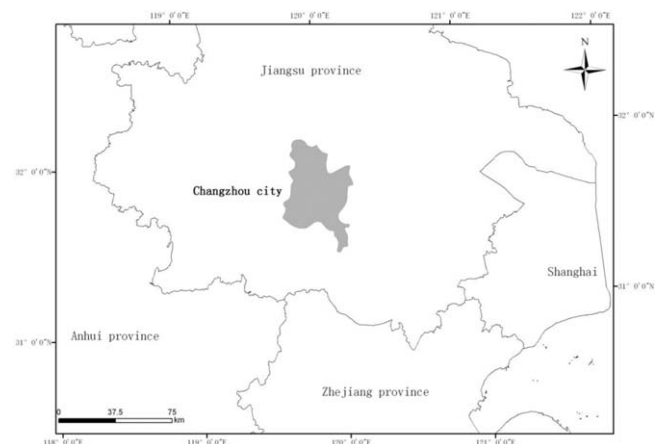 119° 0'0"E 120° 0'0"E 121° 0'0"E 122° 0'0"E
N
Jiangsu province
32° 0'0"N
32° 0'0"N
Changzhou city
Shanghai
31° 0'0"N
Anhui province
31° 0'0"N
Zhejiang province
0 37.5 75
km
118° 0'0"E 119° 0'0"E 120° 0'0"E 121° 0'0"E